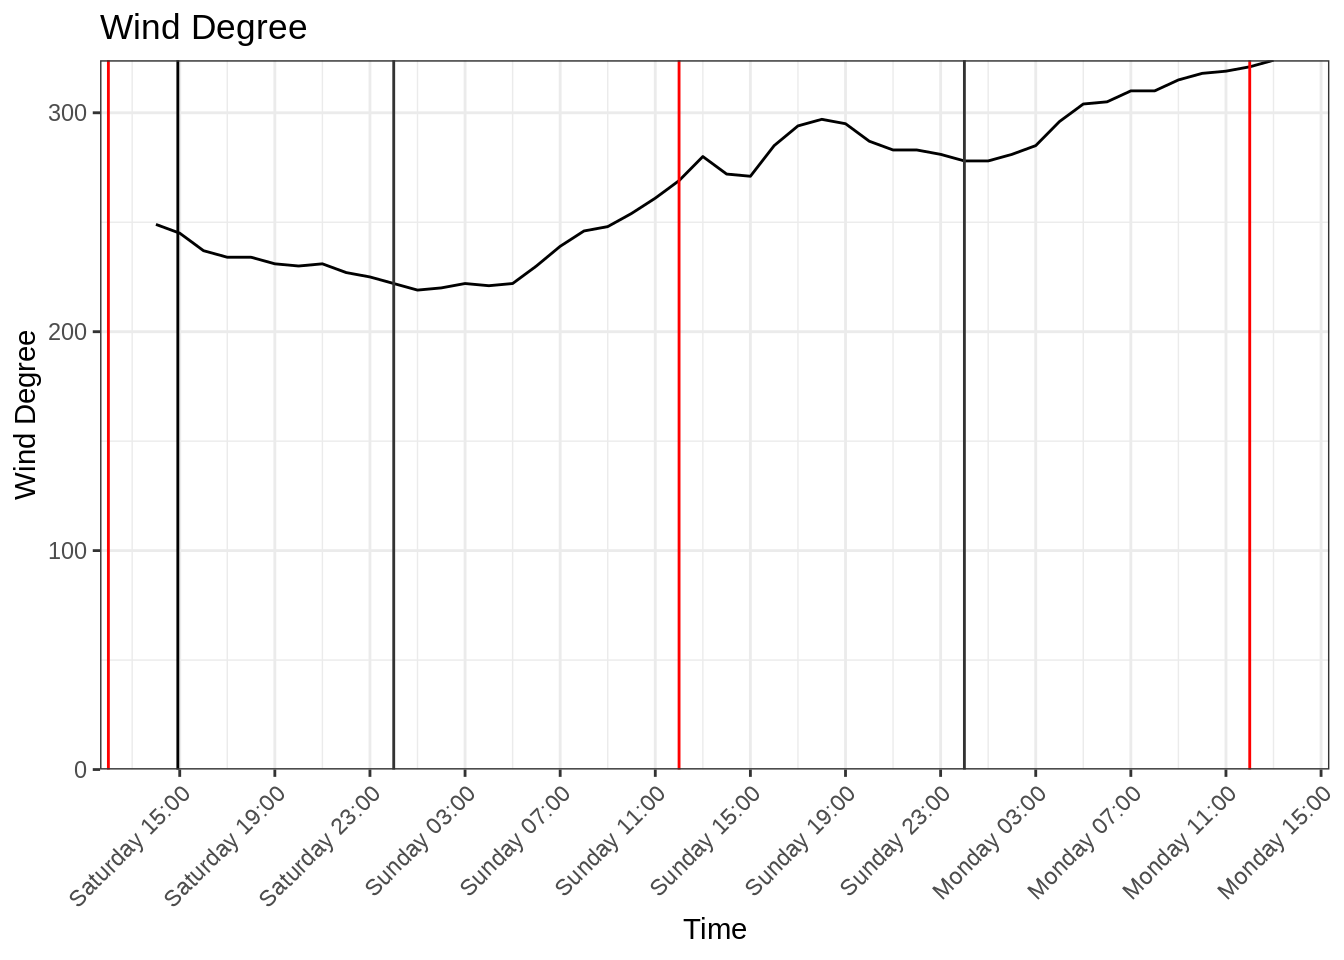 Wind Degree
Wind Degree
300
200
100
0
Saturday 15:00
Saturday 19:00
Saturday 23:00
Sunday 03:00
Sunday 07:00
Sunday 11:00
Sunday 15:00
Sunday 19:00
Sunday 23:00
Monday 03:00
Monday 07:00
Monday 11:00
Monday 15:00
Time